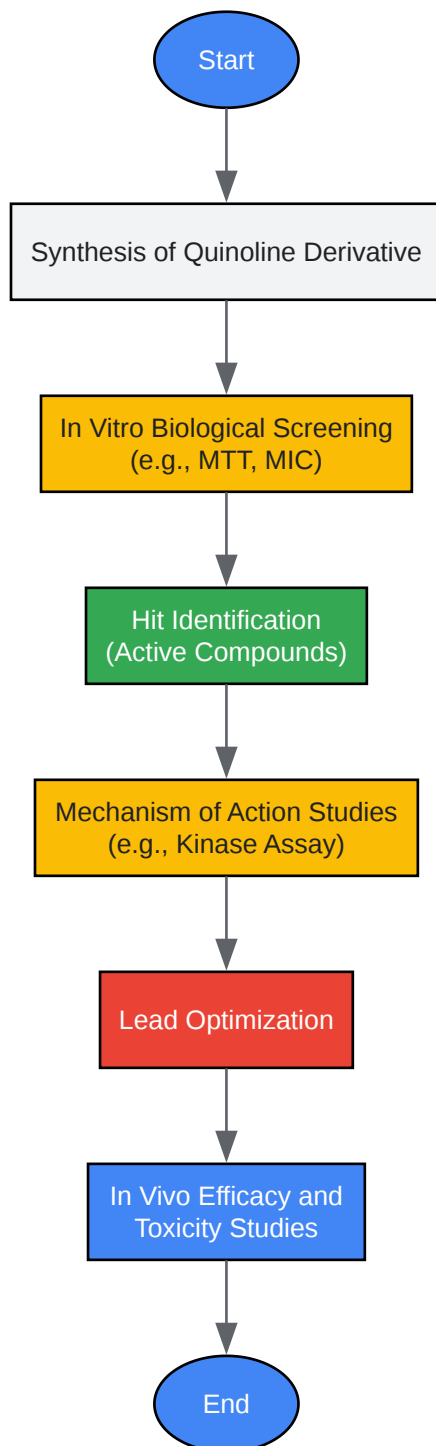 Start
Synthesis of Quinoline Derivative
In Vitro Biological Screening
(e.g., MTT, MIC)
Hit Identification
(Active Compounds)
Mechanism of Action Studies
(e.g., Kinase Assay)
Lead Optimization
In Vivo Efficacy and
Toxicity Studies
End